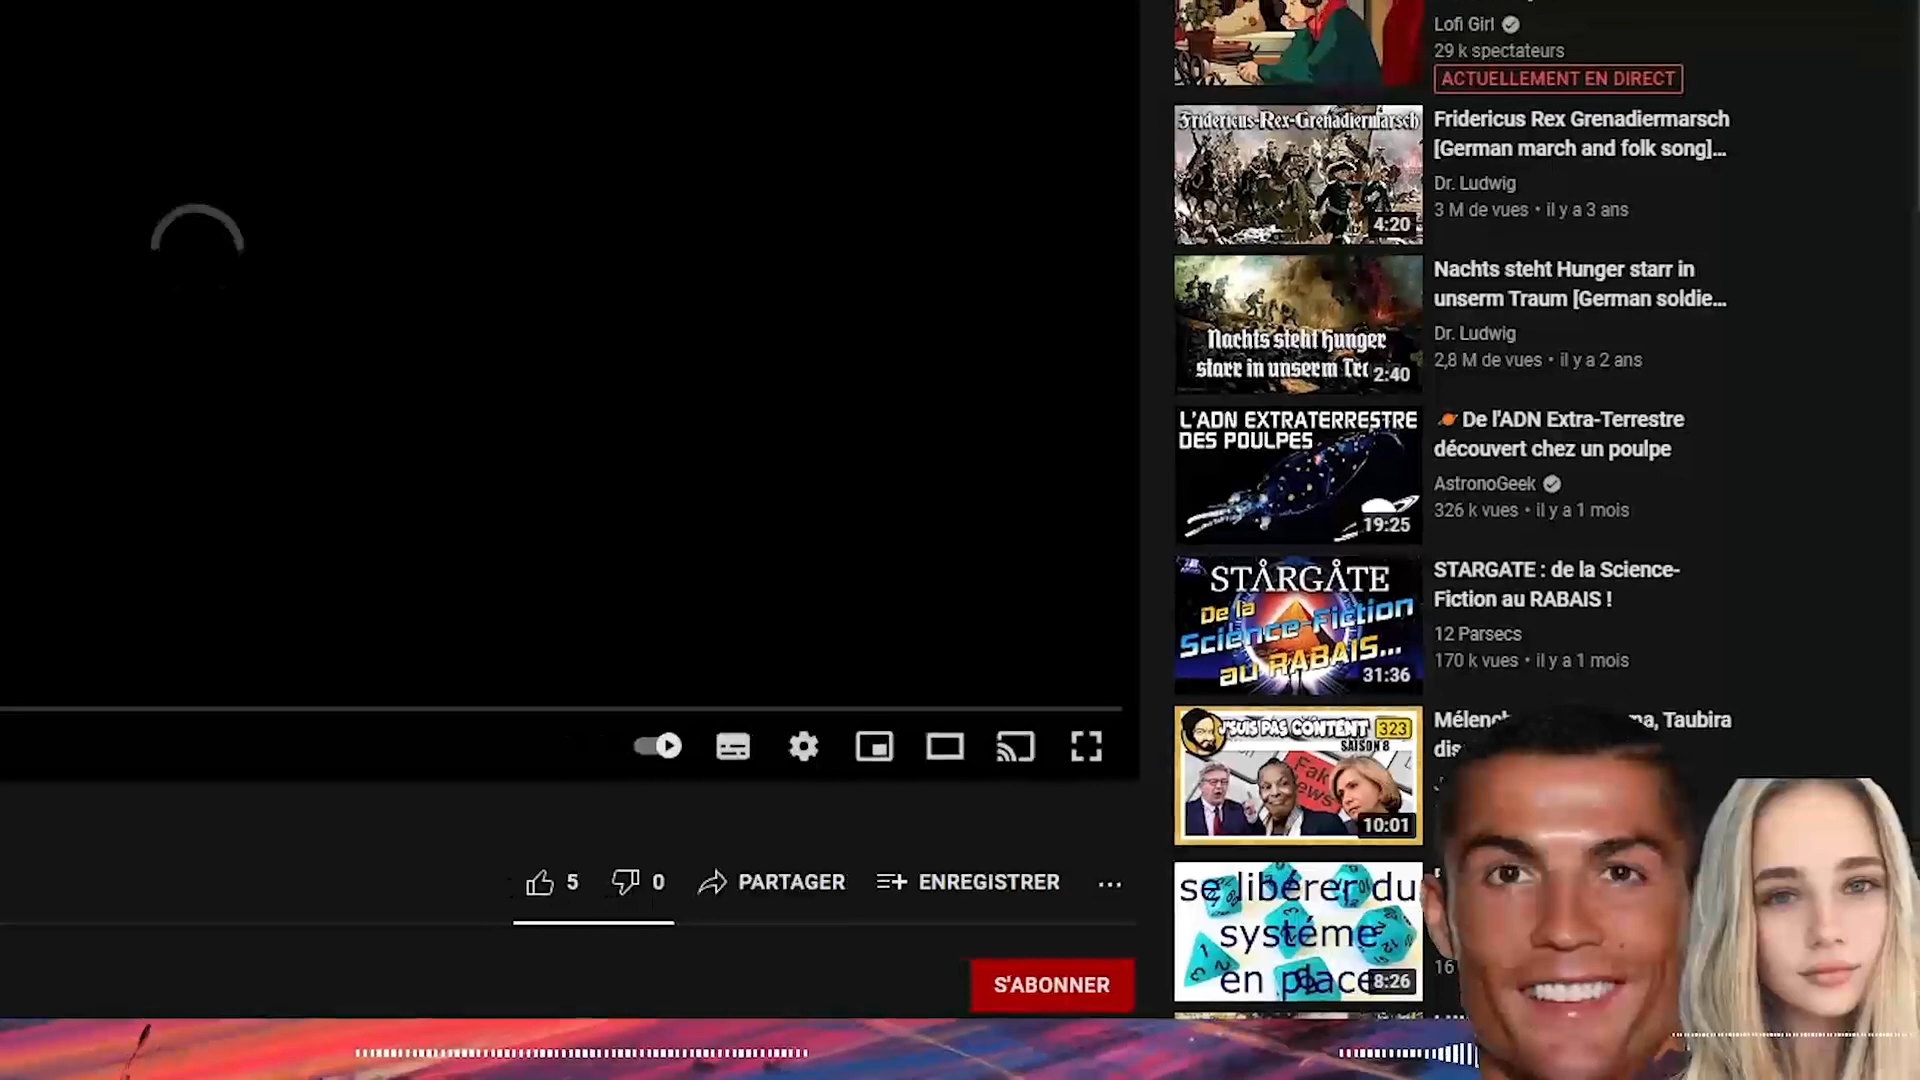 Lofi Girl
29 k spectateurs
ACTUELLEMENT EN DIRECT
Fridericus-Rex-Grenadiermarsch
4:20
Fridericus Rex Grenadiermarsch
[German march and folk song]...
Dr. Ludwig
3 M de vues • il y a 3 ans
Nachts steht Hunger
starr in unserm Tr
2:40
Nachts steht Hunger starr in
unserm Traum [German soldie...
Dr. Ludwig
2,8 M de vues • il y a 2 ans
L'ADN EXTRATERRESTRE
DES POULPES
19:25
De l'ADN Extra-Terrestre
découvert chez un poulpe
AstronoGeek
326 k vues • il y a 1 mois
STARGATE
De la
Science-Fiction
au RABAIS...
31:36
STARGATE : de la Science-
Fiction au RABAIS !
12 Parsecs
170 k vues • il y a 1 mois
J'SUIS PAS CONTENT 323
SAISON 8
Fak
ews
10:01
Mélench
a, Taubira
dis
se libérer du
systéme
en place
8:26
16
5
0
PARTAGER
ENREGISTRER
...
S'ABONNER